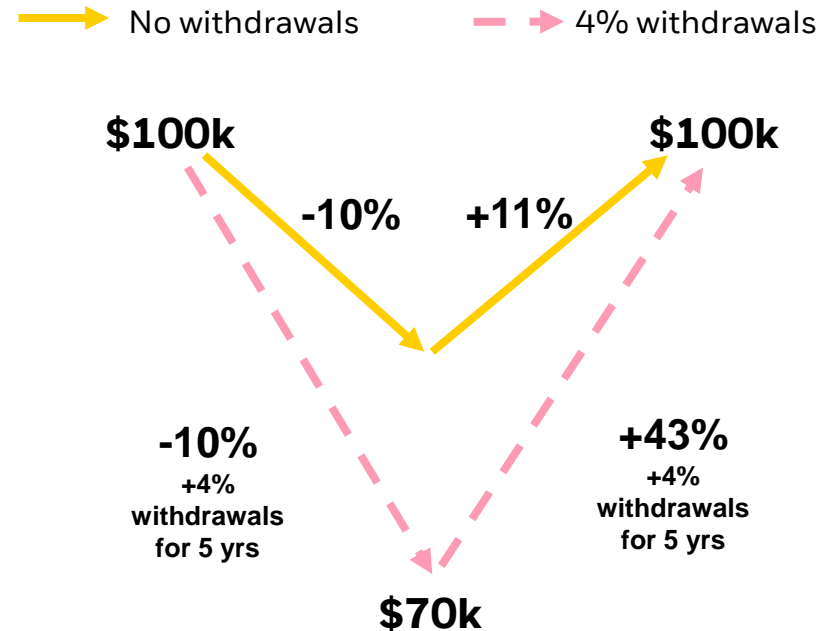 No withdrawals
4% withdrawals
$100k
$100k
-10%
+11%
-10%
+4%
withdrawals
for 5 yrs
+43%
+4%
withdrawals
for 5 yrs
$70k